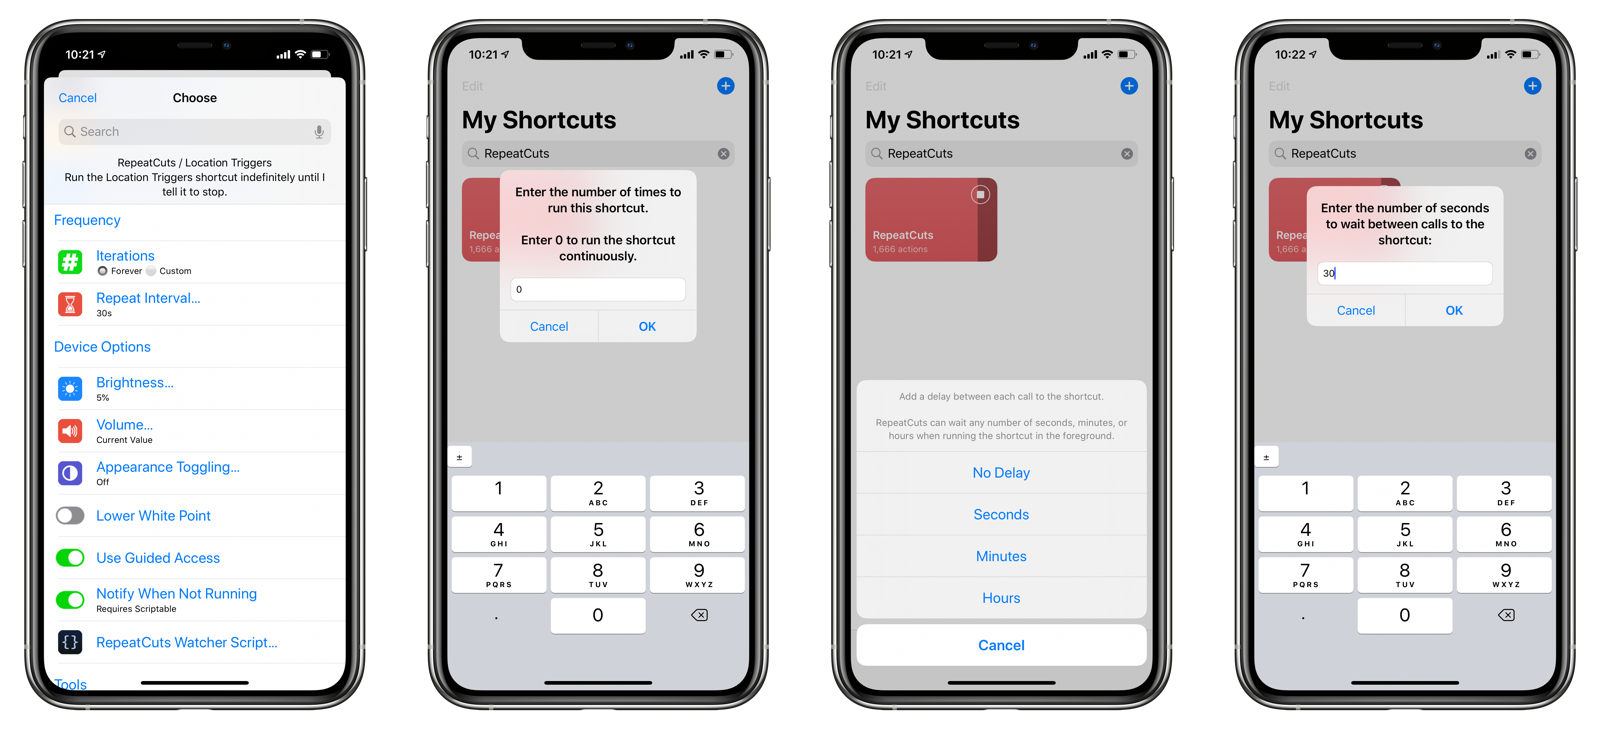 10:21
Cancel
Choose
Search
RepeatCuts / Location Triggers
Run the Location Triggers shortcut indefinitely until I
tell it to stop.
Frequency
#
Iterations
Forever Custom
Repeat Interval...
30s
Device Options
Brightness...
5%
Volume...
Current Value
Appearance Toggling...
Off
Lower White Point
Use Guided Access
Notify When Not Running
Requires Scriptable
{}
RepeatCuts Watcher Script...
Tools
10:21
Edit
+
My Shortcuts
RepeatCuts
Enter the number of times to
run this shortcut.
Enter 0 to run the shortcut
continuously.
0
Cancel
OK
Repea
1,666 a
±
1
2
ABC
3
DEF
4
GHI
5
JKL
6
MNO
7
PQRS
8
TUV
9
WXYZ
.
0
10:21
Edit
+
My Shortcuts
RepeatCuts
RepeatCuts
1,666 actions
Add a delay between each call to the shortcut.
RepeatCuts can wait any number of seconds, minutes, or
hours when running the shortcut in the foreground.
No Delay
Seconds
Minutes
Hours
Cancel
10:22
Edit
+
My Shortcuts
RepeatCuts
Enter the number of seconds
to wait between calls to the
shortcut:
30
Cancel
OK
Repea
1,666 a
±
1
2
ABC
3
DEF
4
GHI
5
JKL
6
MNO
7
PQRS
8
TUV
9
WXYZ
.
0